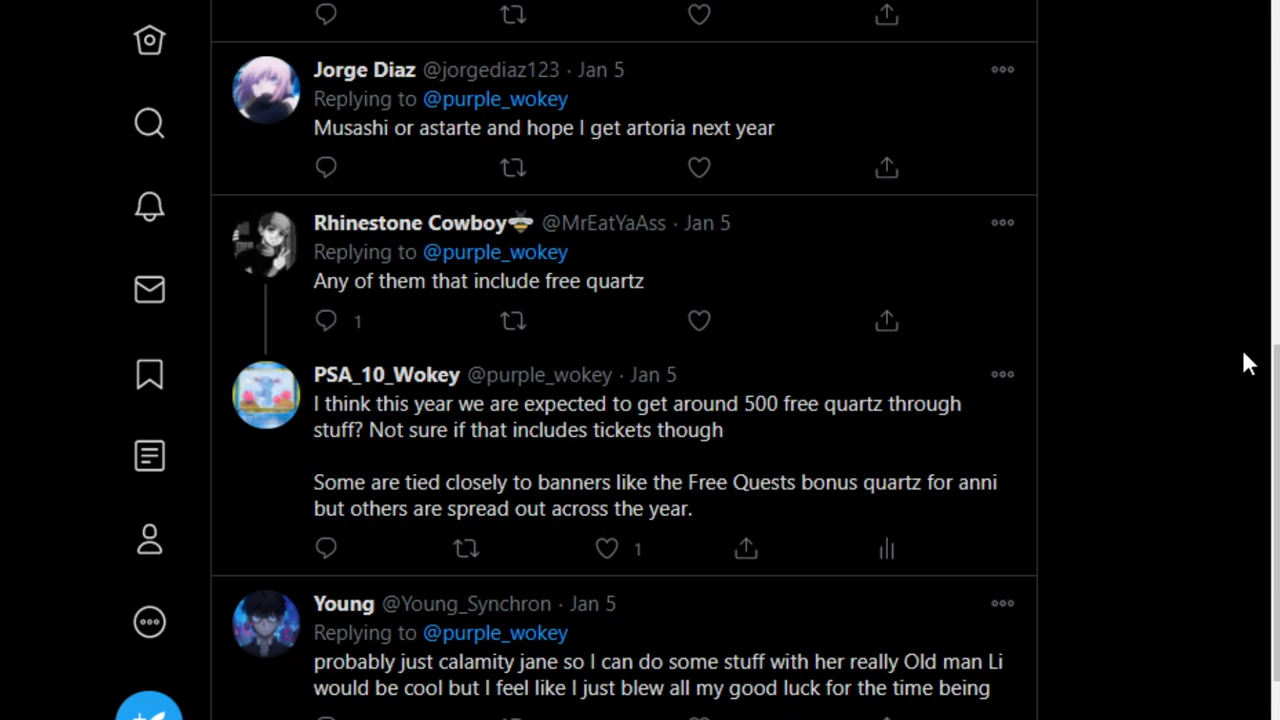 Jorge Diaz @jorgediaz123 · Jan 5
Replying to @purple_wokey
Musashi or astarte and hope I get artoria next year
Rhinestone Cowboy🐝 @MrEatYaAss · Jan 5
Replying to @purple_wokey
Any of them that include free quartz
1
PSA_10_Wokey @purple_wokey · Jan 5
I think this year we are expected to get around 500 free quartz through
stuff? Not sure if that includes tickets though
Some are tied closely to banners like the Free Quests bonus quartz for anni
but others are spread out across the year.
1
Young @Young_Synchron · Jan 5
Replying to @purple_wokey
probably just calamity jane so I can do some stuff with her really Old man Li
would be cool but I feel like I just blew all my good luck for the time being